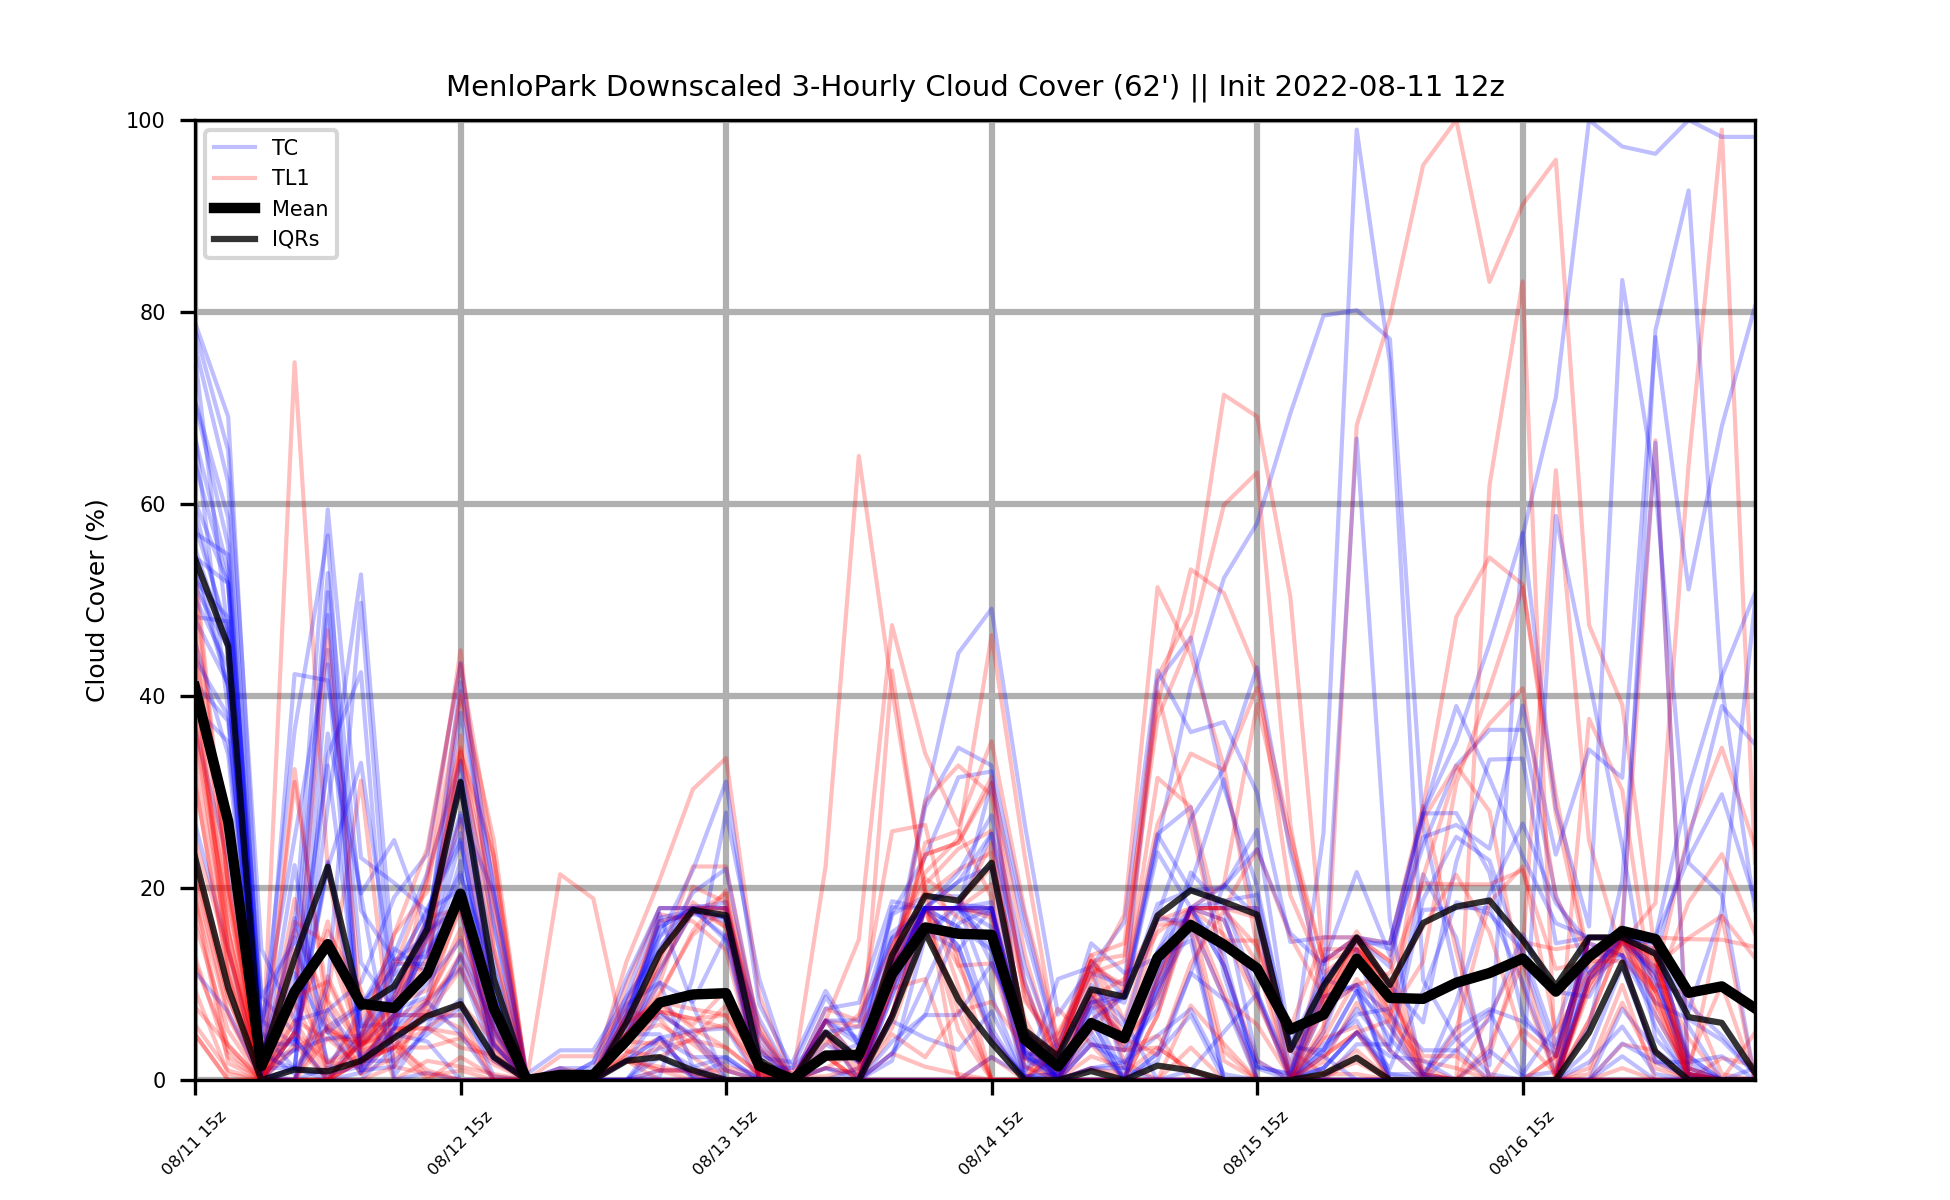 MenloPark Downscaled 3-Hourly Cloud Cover (62') || Init 2022-08-11 12z
TC
TL1
Mean
IQRs
Cloud Cover (%)
100
80
60
40
20
0
08/11 15z
08/12 15z
08/13 15z
08/14 15z
08/15 15z
08/16 15z